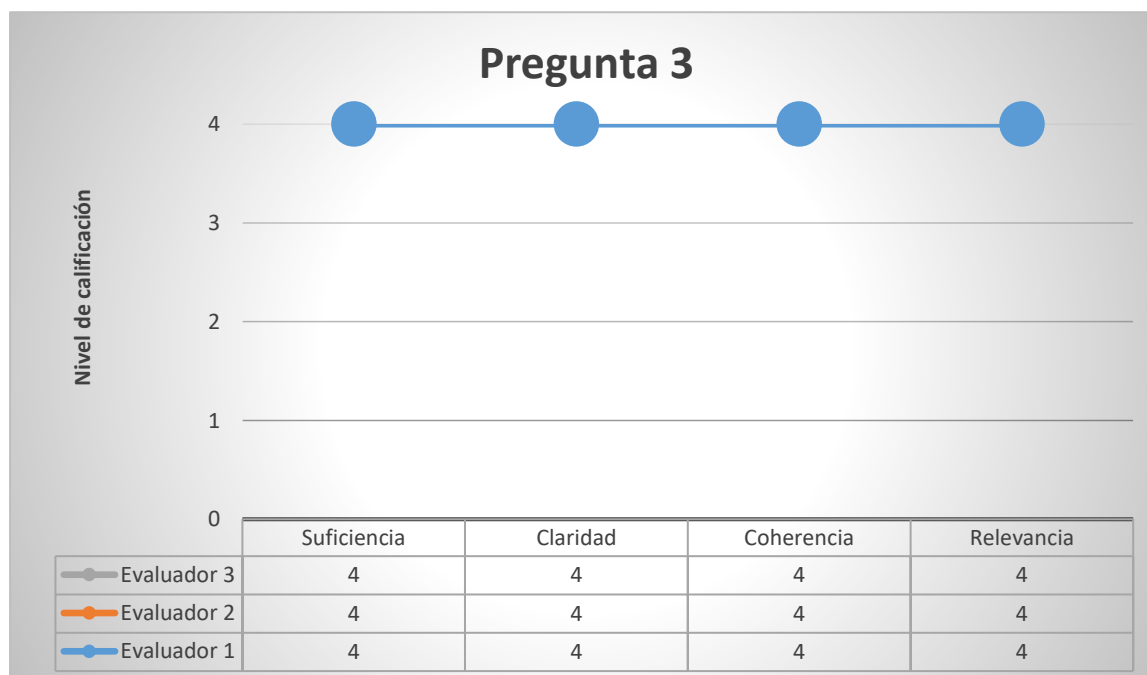 Pregunta 3
Nivel de calificación
4
3
2
1
0
Suficiencia Claridad Coherencia Relevancia
Evaluador 3 4 4 4 4
Evaluador 2 4 4 4 4
Evaluador 1 4 4 4 4